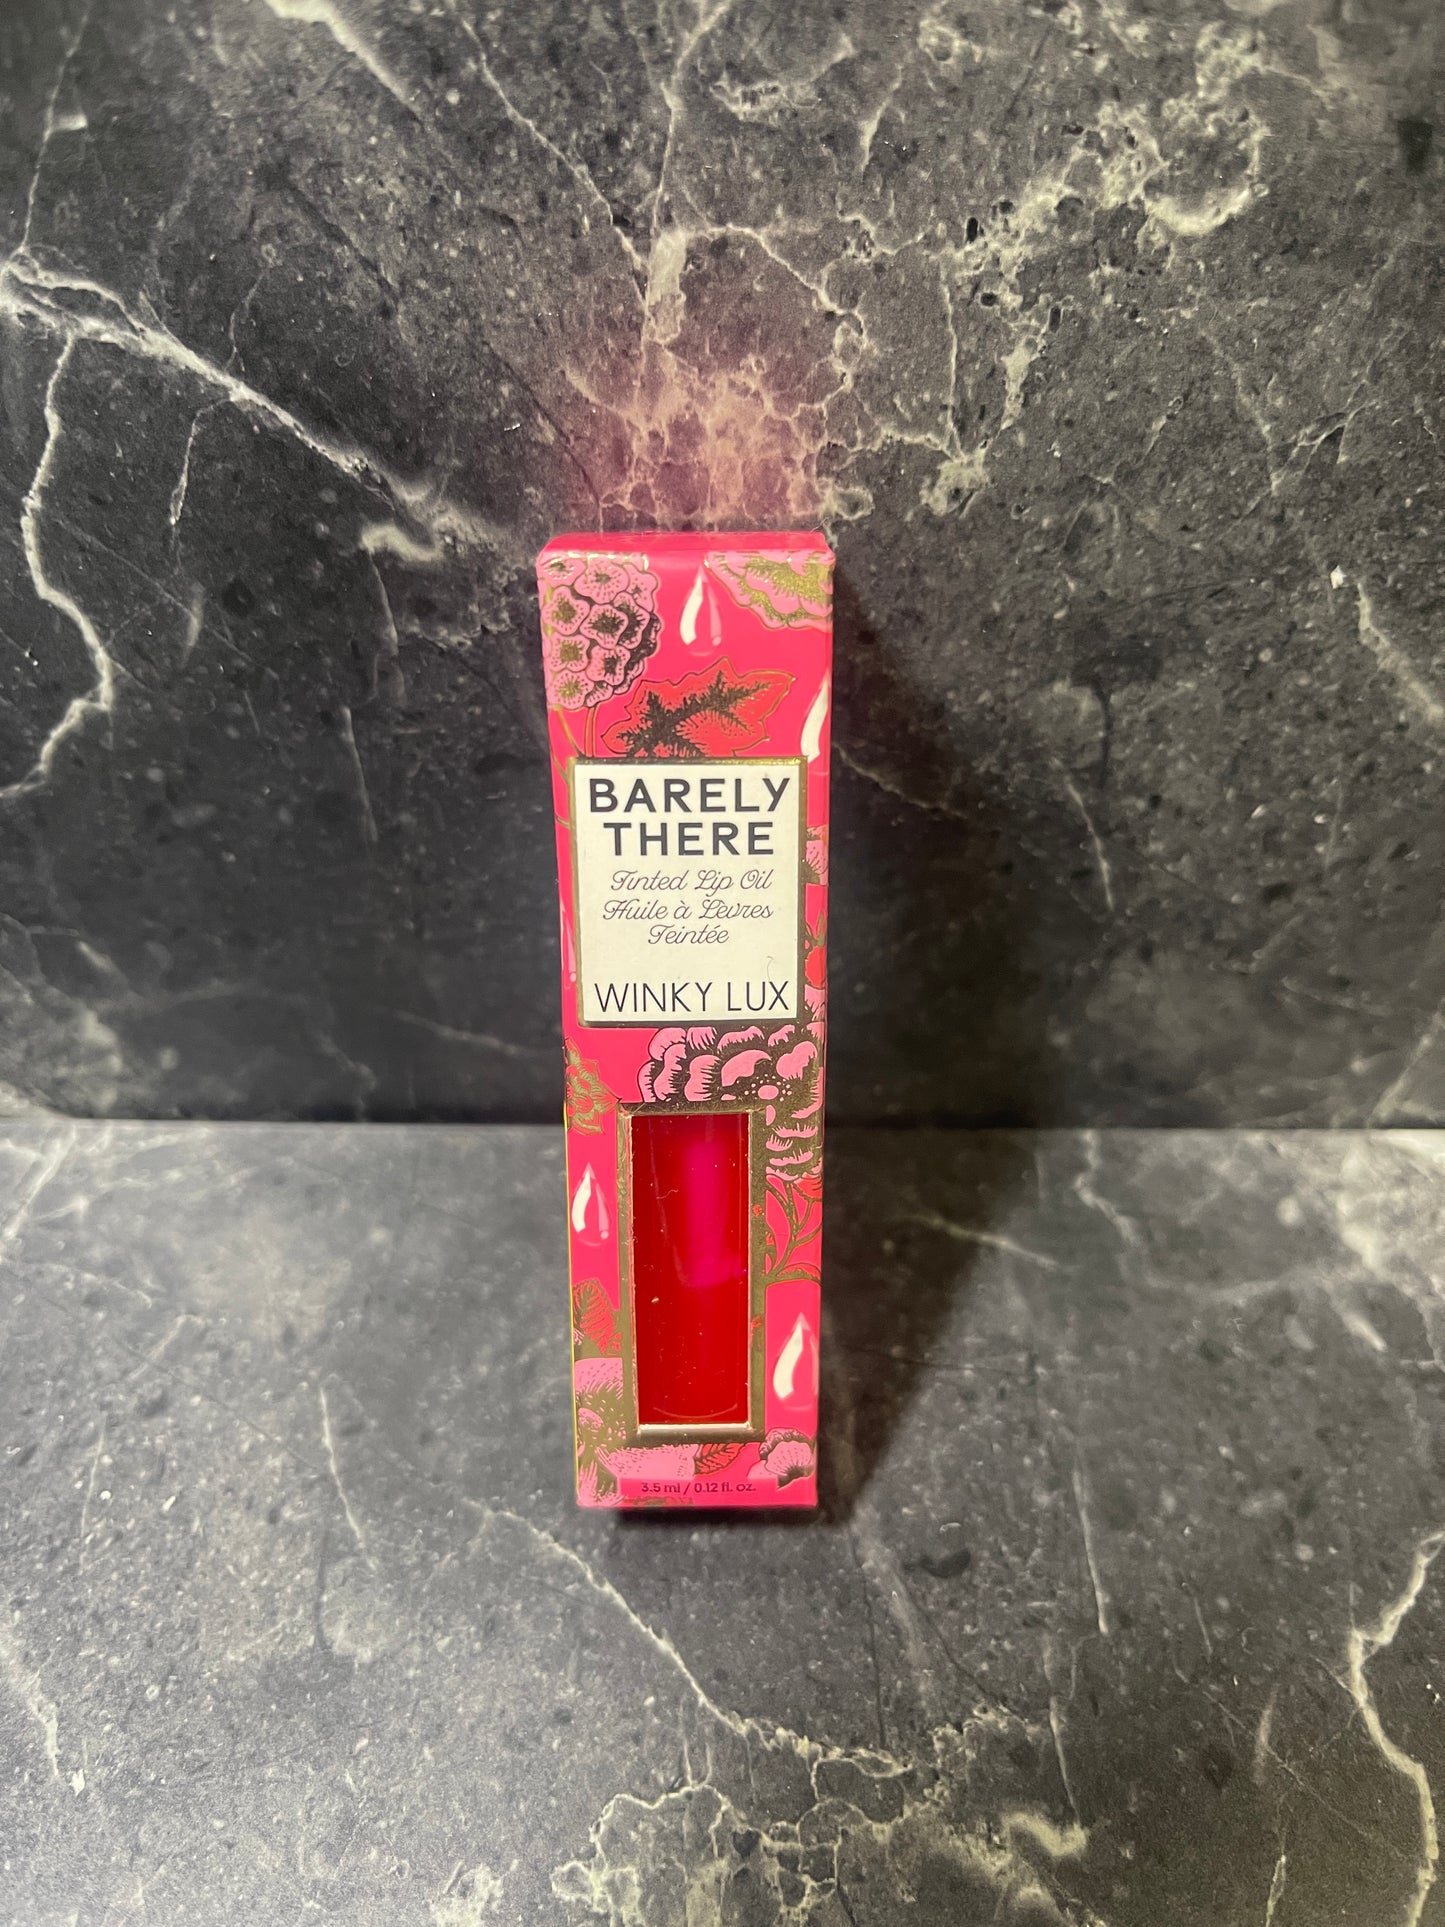 BARELY
THERE
Tinted Lip Oil
Huile à Lèvres
Teintée
WINKY LUX
3.5 ml / 0.12 fl. oz.